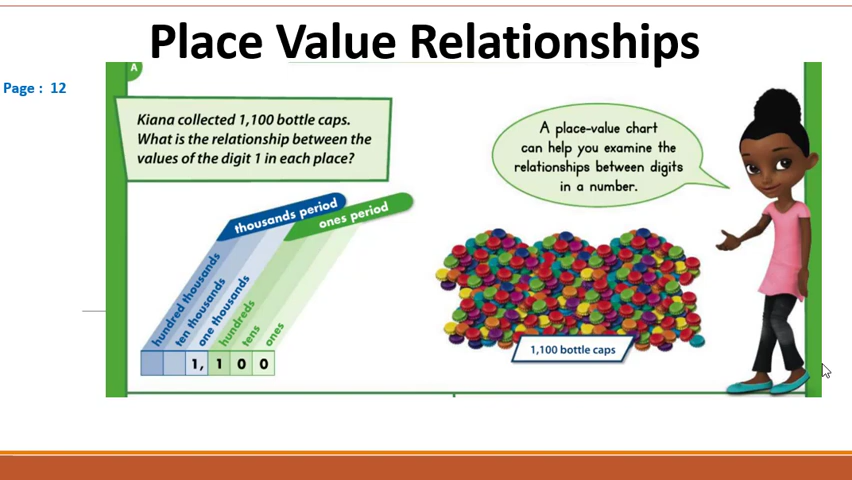 Place Value Relationships
Page : 12
A
Kiana collected 1,100 bottle caps.
What is the relationship between the
values of the digit 1 in each place?
A place-value chart
can help you examine the
relationships between digits
in a number.
thousands period
ones period
hundred thousands
ten thousands
one thousands
hundreds
tens
ones
1, 1 0 0
1,100 bottle caps